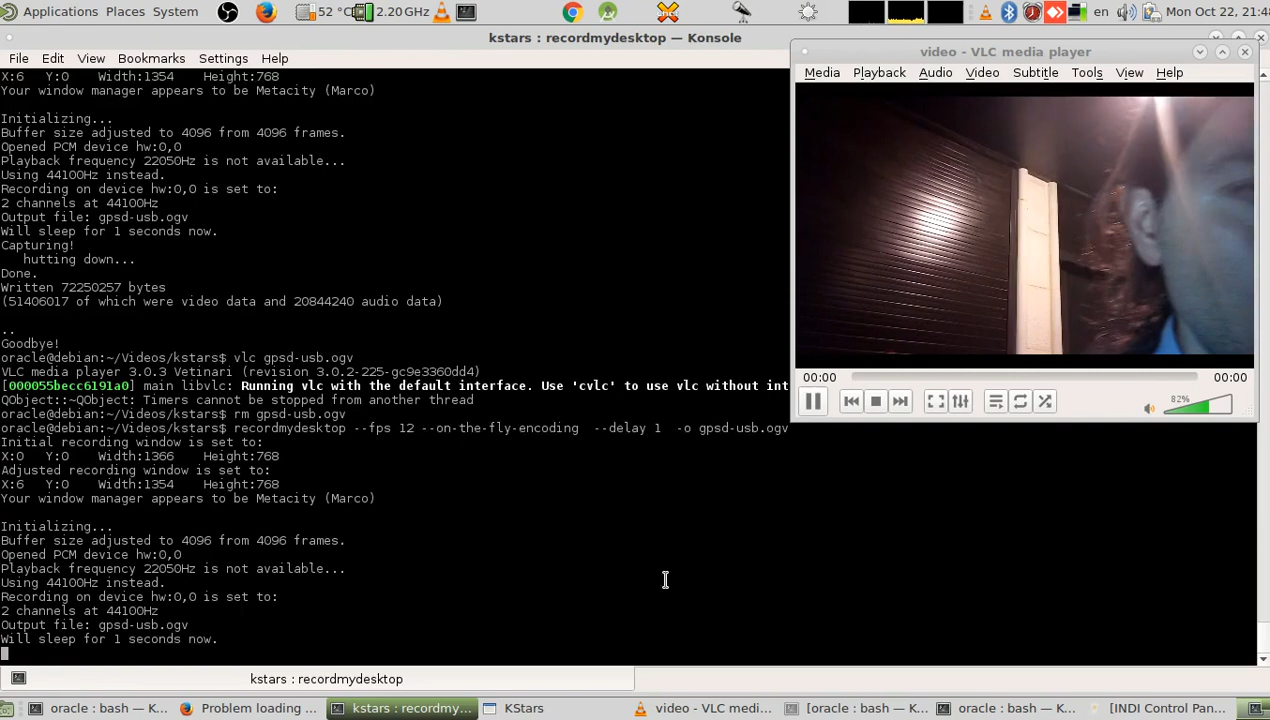 Applications Places System 52 °C 2.20 GHz en Mon Oct 22, 21:48
kstars : recordmydesktop — Konsole
File Edit View Bookmarks Settings Help
X:6 Y:0 Width:1354 Height:768
Your window manager appears to be Metacity (Marco)
Initializing...
Buffer size adjusted to 4096 from 4096 frames.
Opened PCM device hw:0,0
Playback frequency 22050Hz is not available...
Using 44100Hz instead.
Recording on device hw:0,0 is set to:
2 channels at 44100Hz
Output file: gpsd-usb.ogv
Will sleep for 1 seconds now.
Capturing!
hutting down...
Done.
Written 72250257 bytes
(51406017 of which were video data and 20844240 audio data)
..
Goodbye!
oracle@debian:~/Videos/kstars$ vlc gpsd-usb.ogv
VLC media player 3.0.3 Vetinari (revision 3.0.2-225-gc9e3360dd4)
[000055becc6191a0] main libvlc: Running vlc with the default interface. Use 'cvlc' to use vlc without int
QObject::~QObject: Timers cannot be stopped from another thread
oracle@debian:~/Videos/kstars$ rm gpsd-usb.ogv
oracle@debian:~/Videos/kstars$ recordmydesktop --fps 12 --on-the-fly-encoding --delay 1 -o gpsd-usb.ogv
Initial recording window is set to:
X:0 Y:0 Width:1366 Height:768
Adjusted recording window is set to:
X:6 Y:0 Width:1354 Height:768
Your window manager appears to be Metacity (Marco)
Initializing...
Buffer size adjusted to 4096 from 4096 frames.
Opened PCM device hw:0,0
Playback frequency 22050Hz is not available...
Using 44100Hz instead.
Recording on device hw:0,0 is set to:
2 channels at 44100Hz
Output file: gpsd-usb.ogv
Will sleep for 1 seconds now.
video - VLC media player
Media Playback Audio Video Subtitle Tools View Help
00:00 00:00
82%
kstars : recordmydesktop
oracle : bash — K... Problem loading ... kstars : recordmy... KStars video - VLC medi... [oracle : bash — K... oracle : bash — K... [INDI Control Pan...